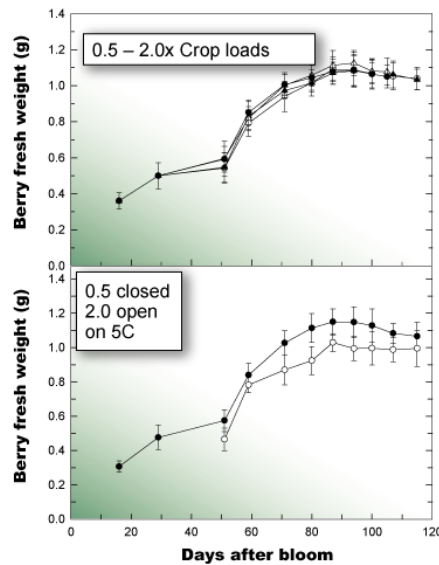 1.4
1.2
1.0
0.8
0.6
0.4
0.2
0.0
Berry fresh weight (g)
0.5 – 2.0x Crop loads
1.2
1.0
0.8
0.6
0.4
0.2
0.0
Berry fresh weight (g)
0.5 closed
2.0 open
on 5C
0 20 40 60 80 100 120
Days after bloom